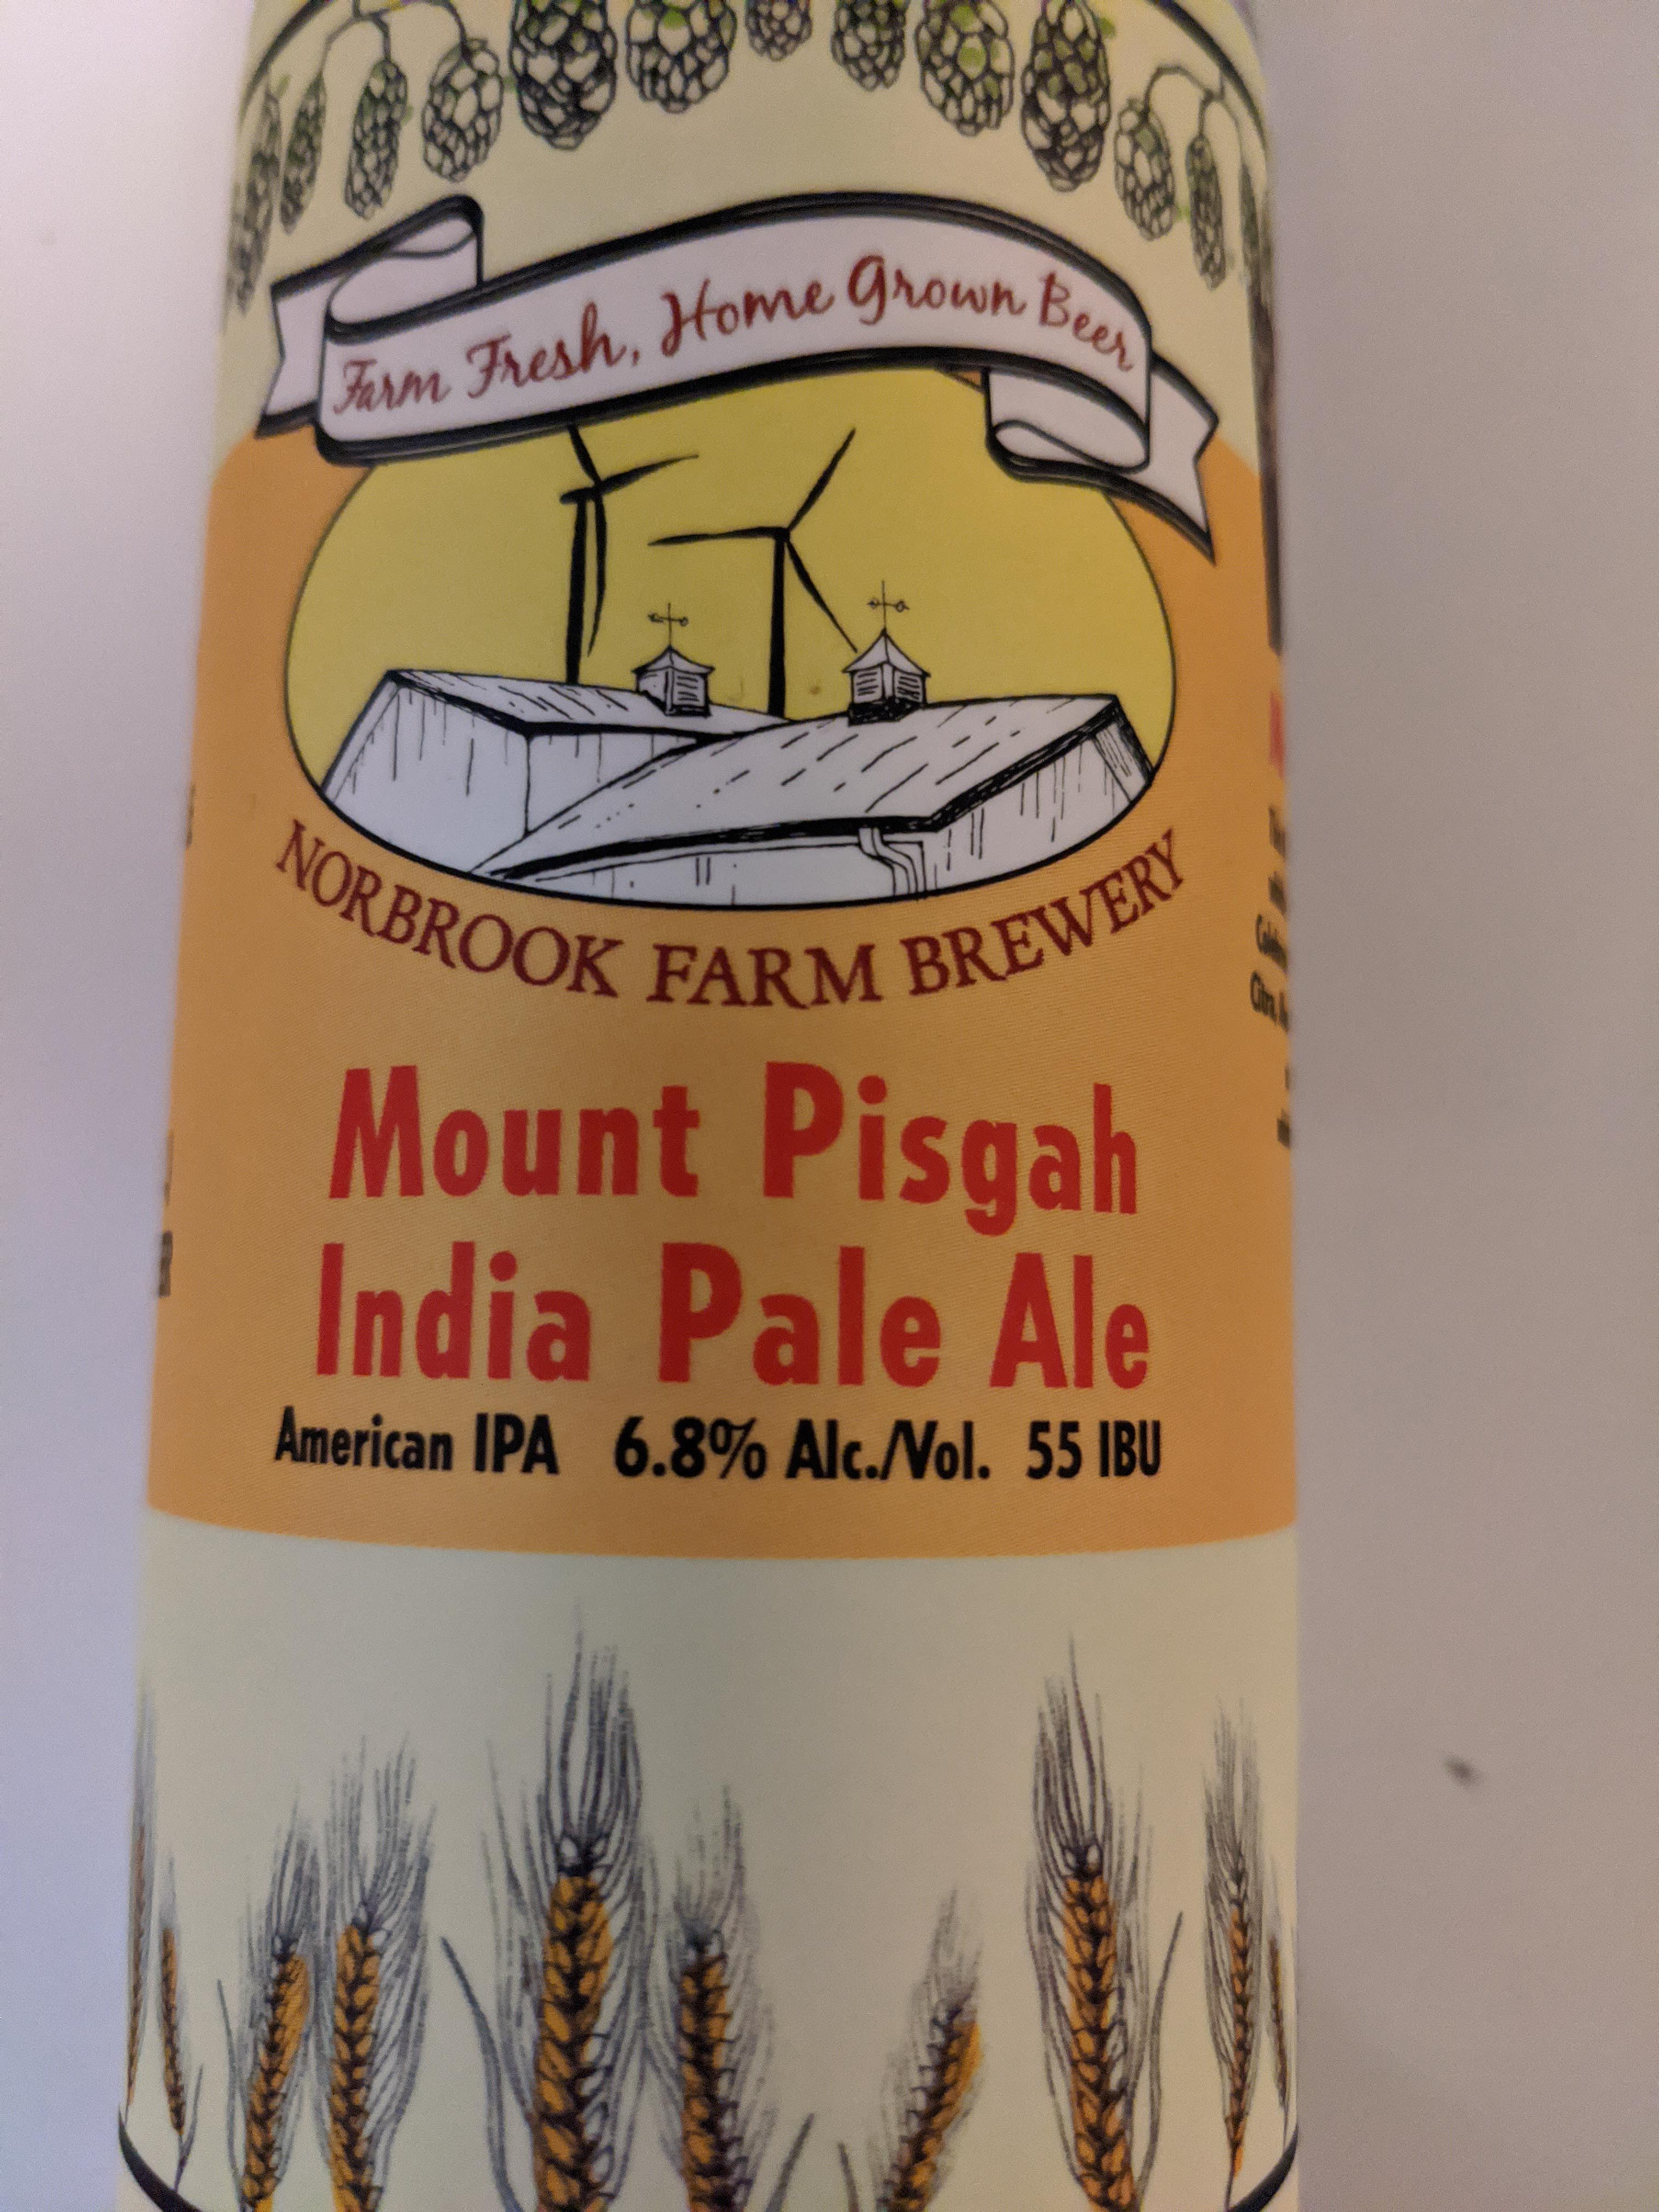 Farm Fresh, Home Grown Beer
NORBROOK FARM BREWERY
Mount Pisgah
India Pale Ale
American IPA 6.8% Alc./Vol. 55 IBU